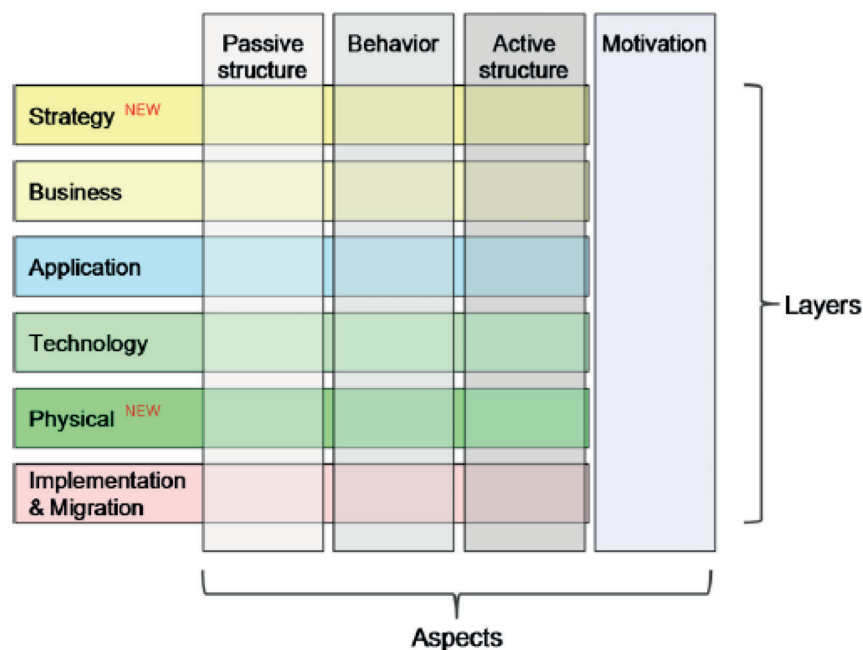 Passive structure
Behavior
Active structure
Motivation
Strategy NEW
Business
Application
Technology
Physical NEW
Implementation
& Migration
Layers
Aspects